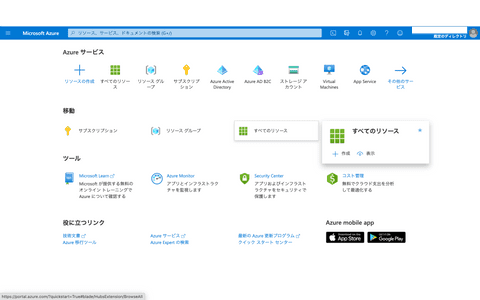 Microsoft Azure
リソース、サービス、ドキュメントの検索 (G+/)
既定のディレクトリ
Azure サービス
リソースの作成
すべてのリソース
リソース グループ
サブスクリプション
Azure Active Directory
Azure AD B2C
ストレージ アカウント
Virtual Machines
App Service
その他のサービス
移動
サブスクリプション
リソース グループ
すべてのリソース
すべてのリソース
作成
表示
ツール
Microsoft Learn
Microsoft が提供する無料の
オンライン トレーニングで
Azure について確認する
Azure Monitor
アプリとインフラストラク
チャを監視します
Security Center
アプリおよびインフラスト
ラクチャをセキュリティで
保護します
コスト管理
無料でクラウド支出を分析
して最適化する
役に立つリンク
技術文書
Azure 移行ツール
Azure サービス
Azure Expert の検索
最新の Azure 更新プログラム
クイック スタート センター
Azure mobile app
Download on the
App Store
GET IT ON
Google Play
https://portal.azure.com/?quickstart=True#blade/HubsExtension/BrowseAll